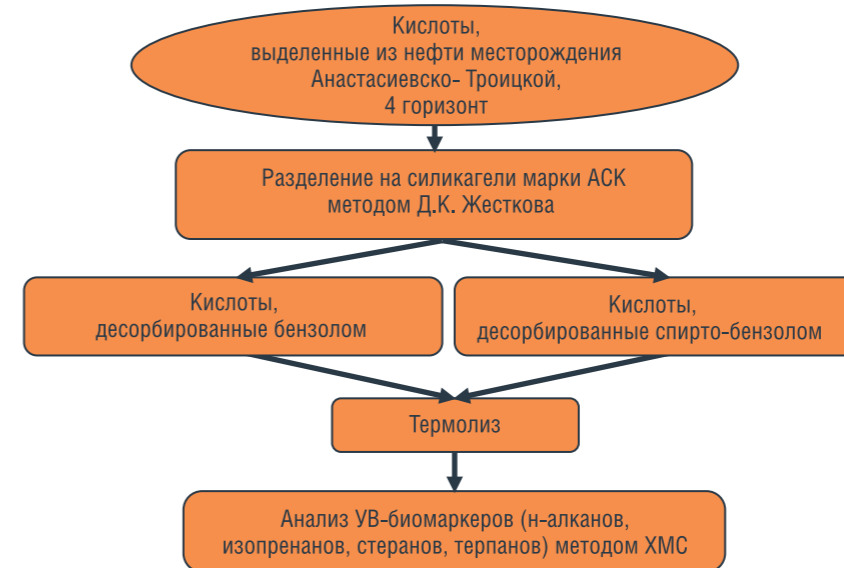 Кислоты,
выделенные из нефти месторождения
Анастасиевско- Троицкой,
4 горизонт
Разделение на силикагели марки АСК
методом Д.К. Жесткова
Кислоты,
десорбированные бензолом
Кислоты,
десорбированные спирто-бензолом
Термолиз
Анализ УВ-биомаркеров (н-алканов,
изопренанов, стеранов, терпанов) методом ХМС